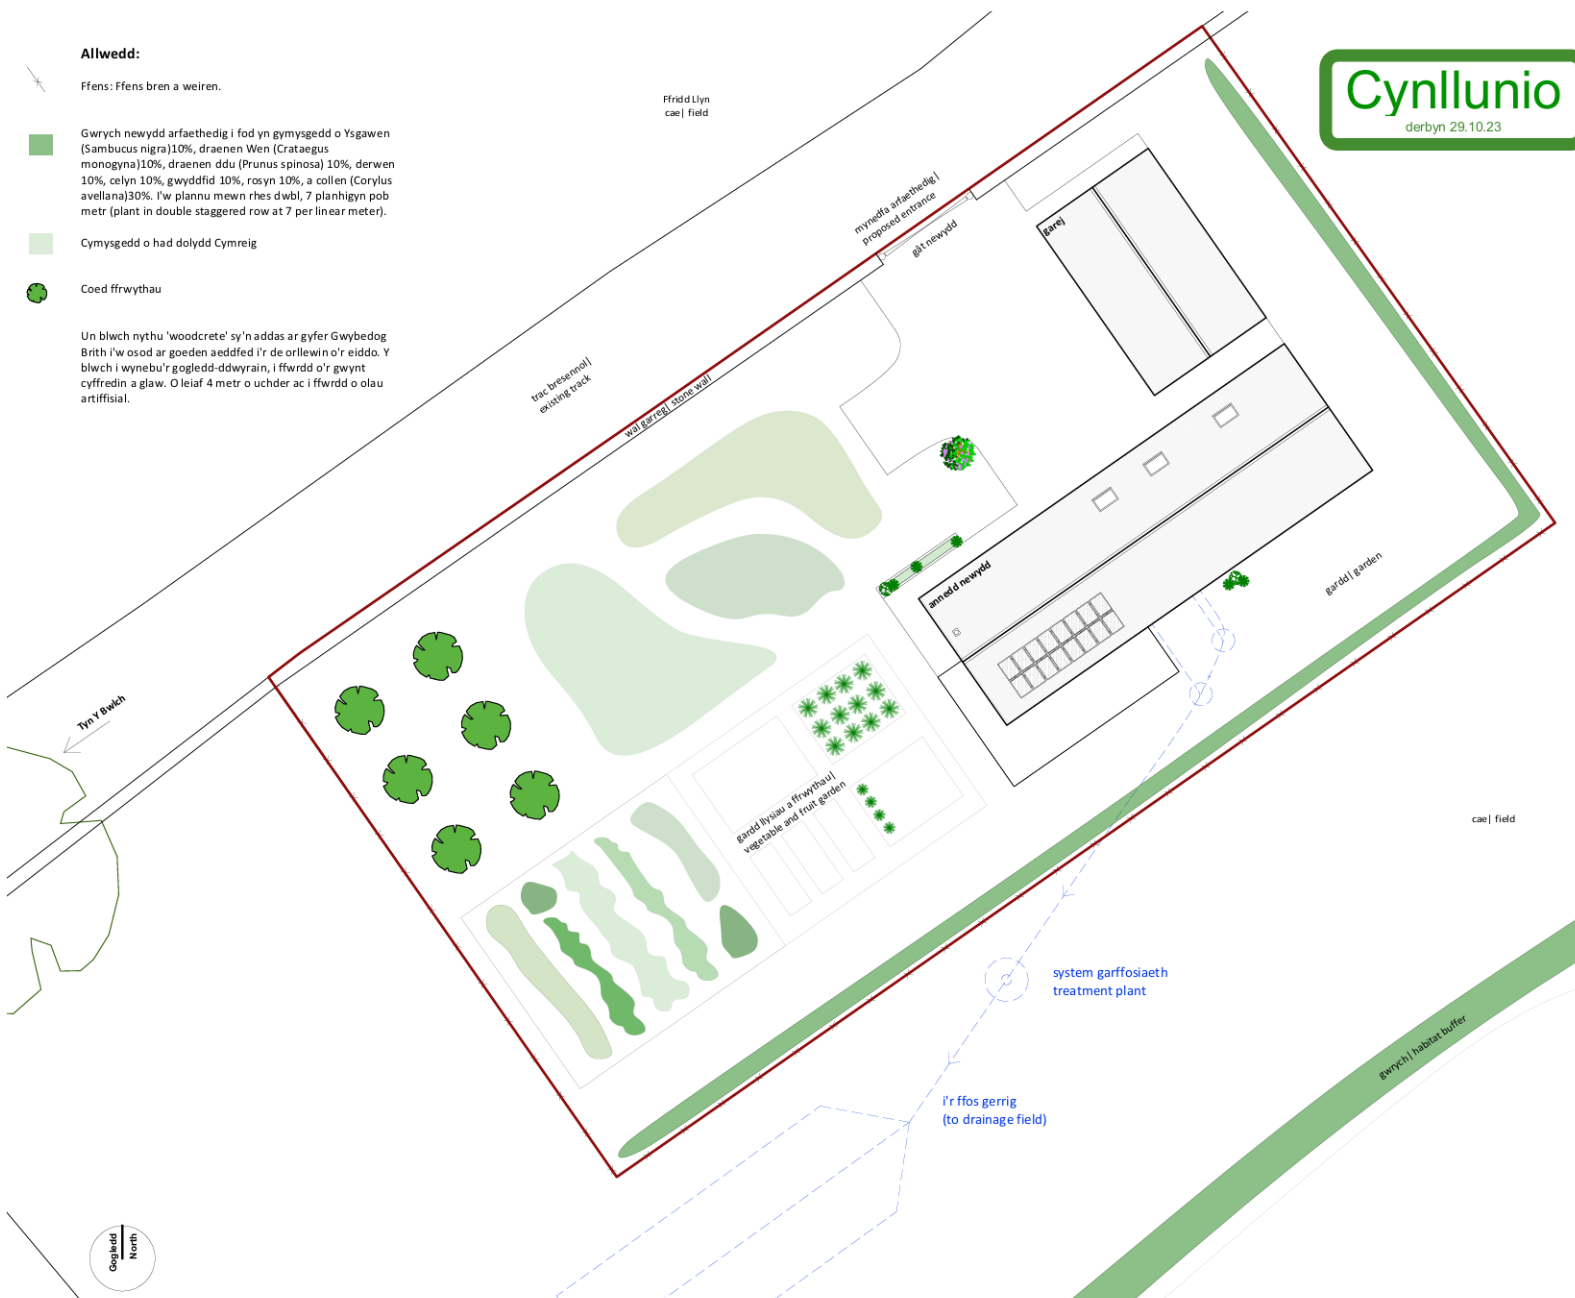 Allwedd:
Ffens: Ffens bren a weiren.
Gwrych newydd arfaethedig i fod yn gymysgedd o Ysgawen
(Sambucus nigra)10%, draenen Wen (Crataegus
monogyna)10%, draenen ddu (Prunus spinosa) 10%, derwen
10%, celyn 10%, gwyddfid 10%, rosyn 10%, a collen (Corylus
avellana)30%. I'w plannu mewn rhes dwbl, 7 planhigyn pob
metr (plant in double staggered row at 7 per linear meter).
Cymysgedd o had dolydd Cymreig
Coed ffrwythau
Un blwch nythu 'woodcrete' sy'n addas ar gyfer Gwybedog
Brith i'w osod ar goeden aeddfed i'r de orllewin o'r eiddo. Y
blwch i wynebu'r gogledd-ddwyrain, i ffwrdd o'r gwynt
cyffredin a glaw. O leiaf 4 metr o uchder ac i ffwrdd o olau
artiffisial.
Ffridd Llyn
cae| field
Cynllunio
derbyn 29.10.23
mynedfa arfaethedig|
proposed entrance
gât newydd
garej
trac bresennol|
existing track
wal garreg| stone wall
annedd newydd
gardd| garden
Tyn Y Bwlch
gardd llysiau a ffrwythau|
vegetable and fruit garden
cae| field
system garffosiaeth
treatment plant
gwrych| habitat buffer
i'r ffos gerrig
(to drainage field)
Gogledd
North